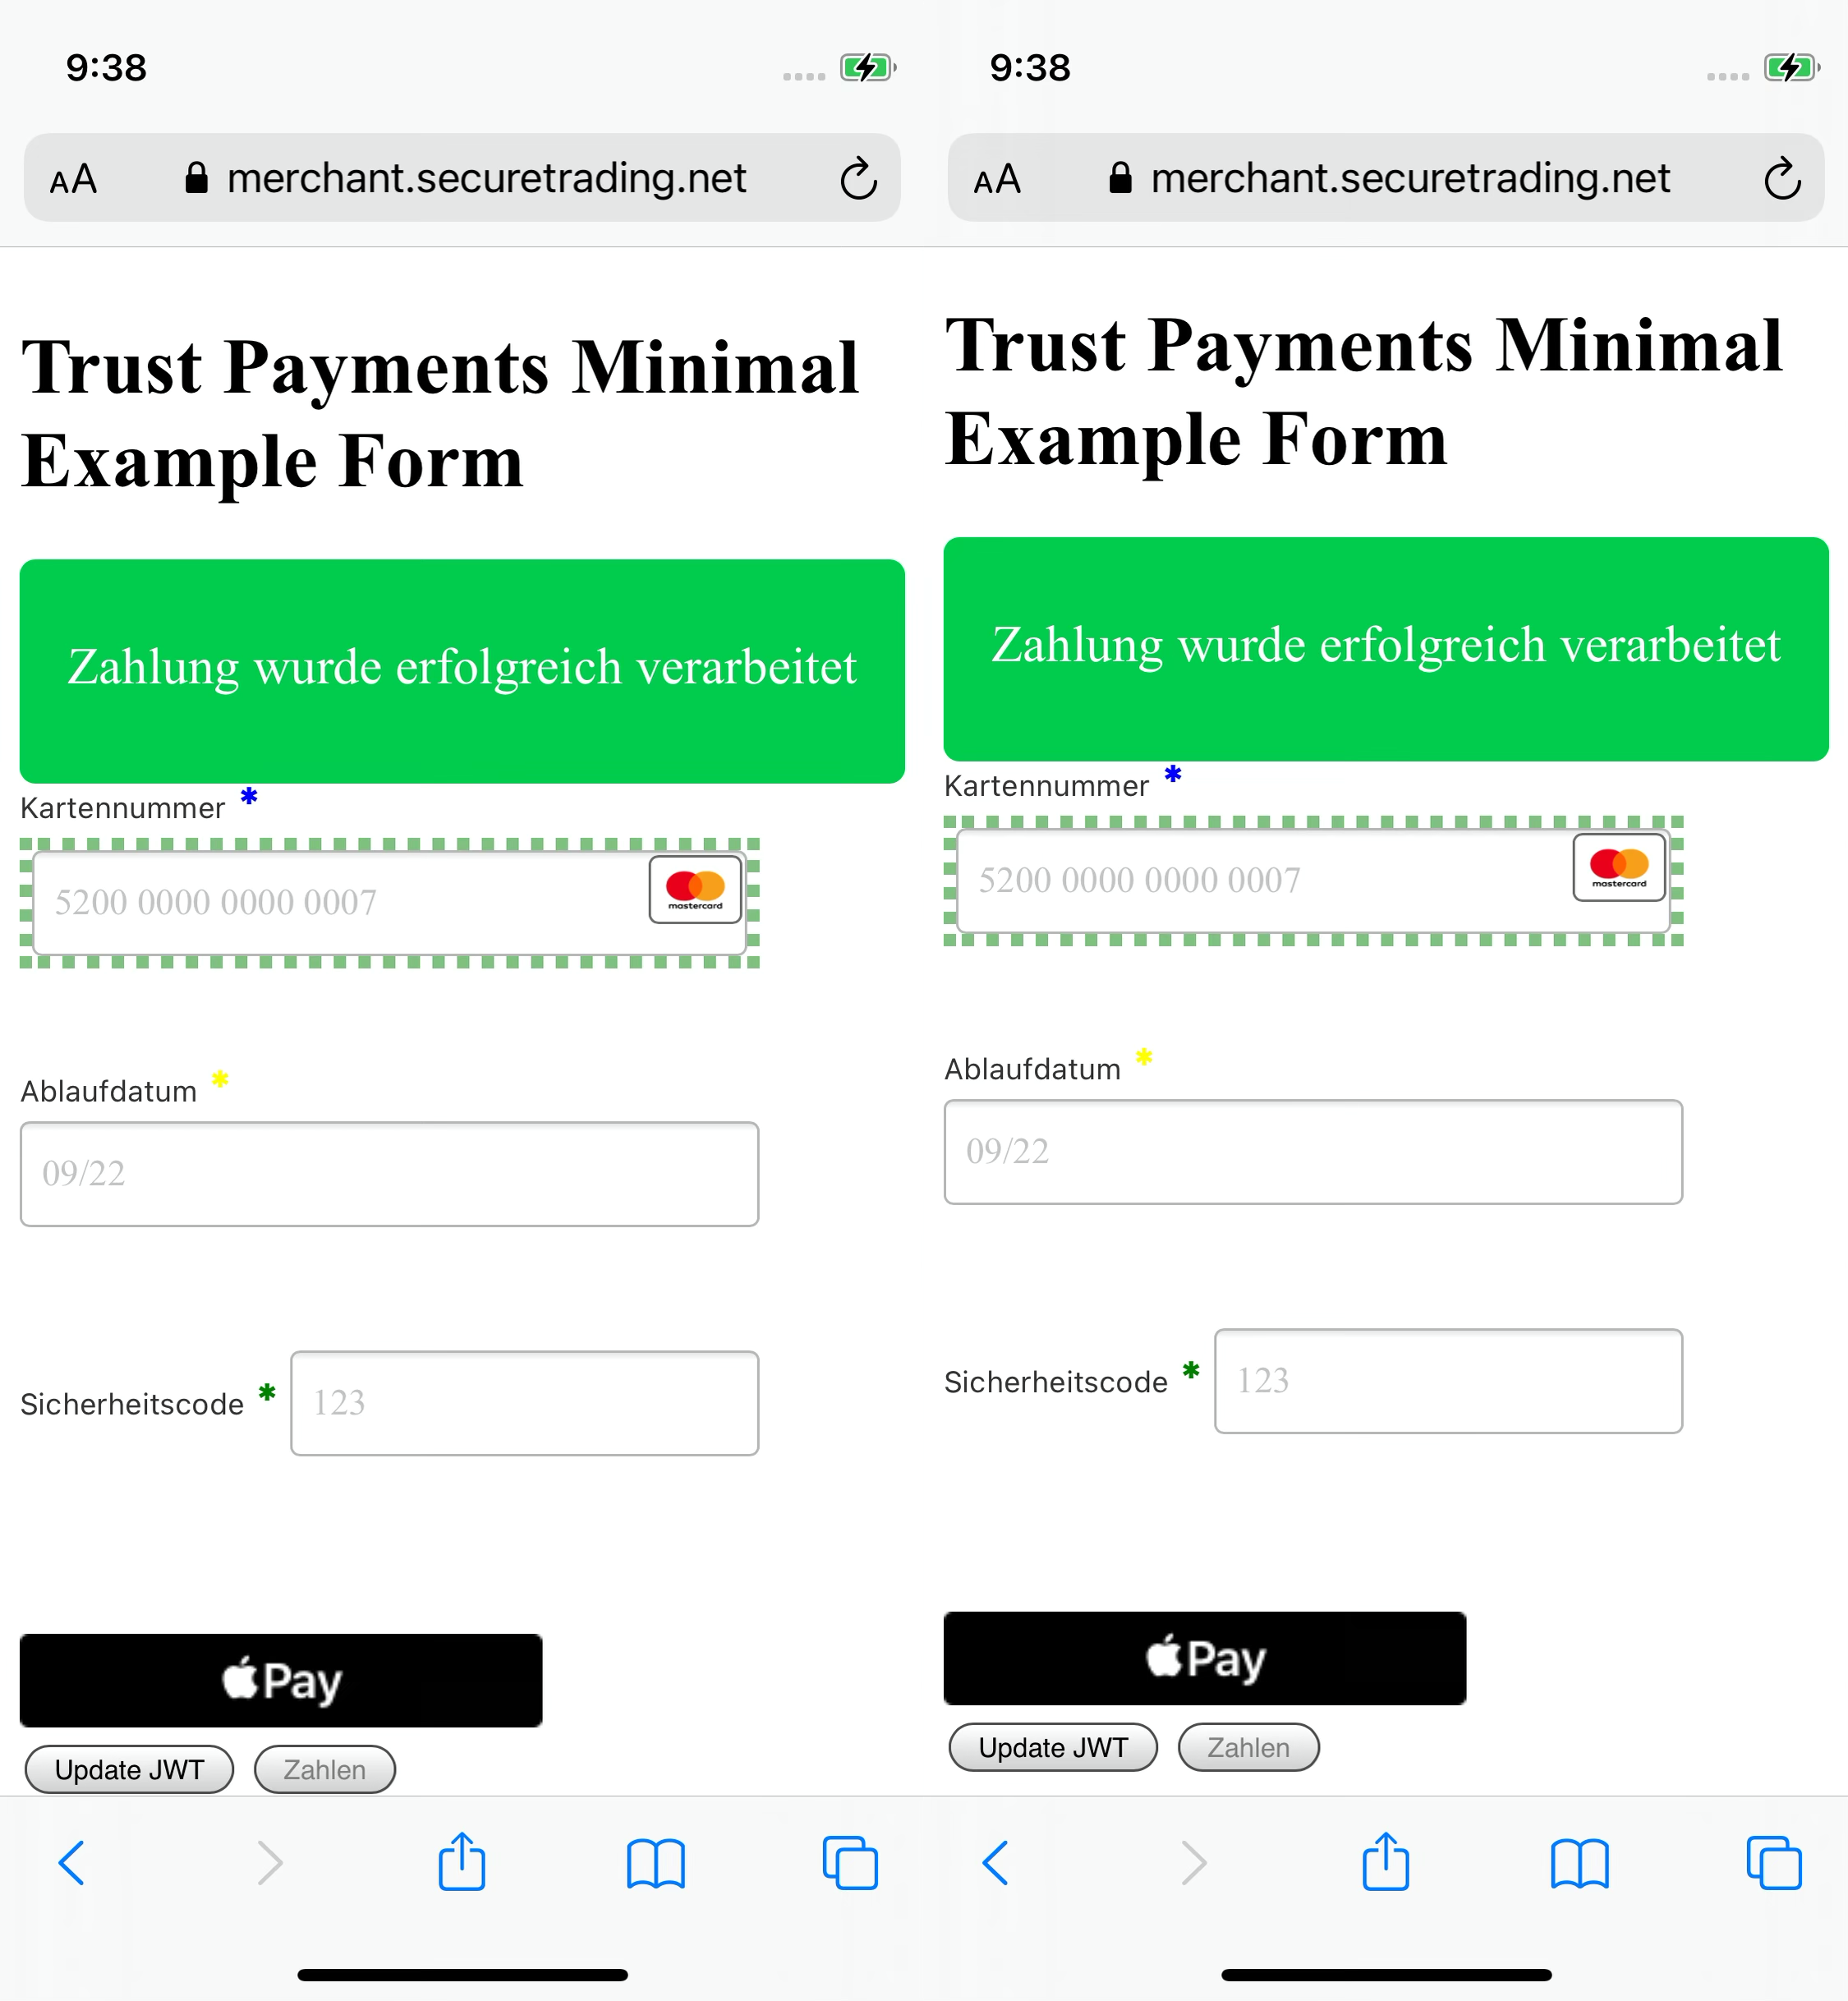 9:38
AA merchant.securetrading.net
Trust Payments Minimal
Example Form
Zahlung wurde erfolgreich verarbeitet
Kartennummer *
5200 0000 0000 0007
mastercard
Ablaufdatum *
09/22
Sicherheitscode *
123
Pay
Update JWT
Zahlen
9:38
AA merchant.securetrading.net
Trust Payments Minimal
Example Form
Zahlung wurde erfolgreich verarbeitet
Kartennummer *
5200 0000 0000 0007
mastercard
Ablaufdatum *
09/22
Sicherheitscode *
123
Pay
Update JWT
Zahlen